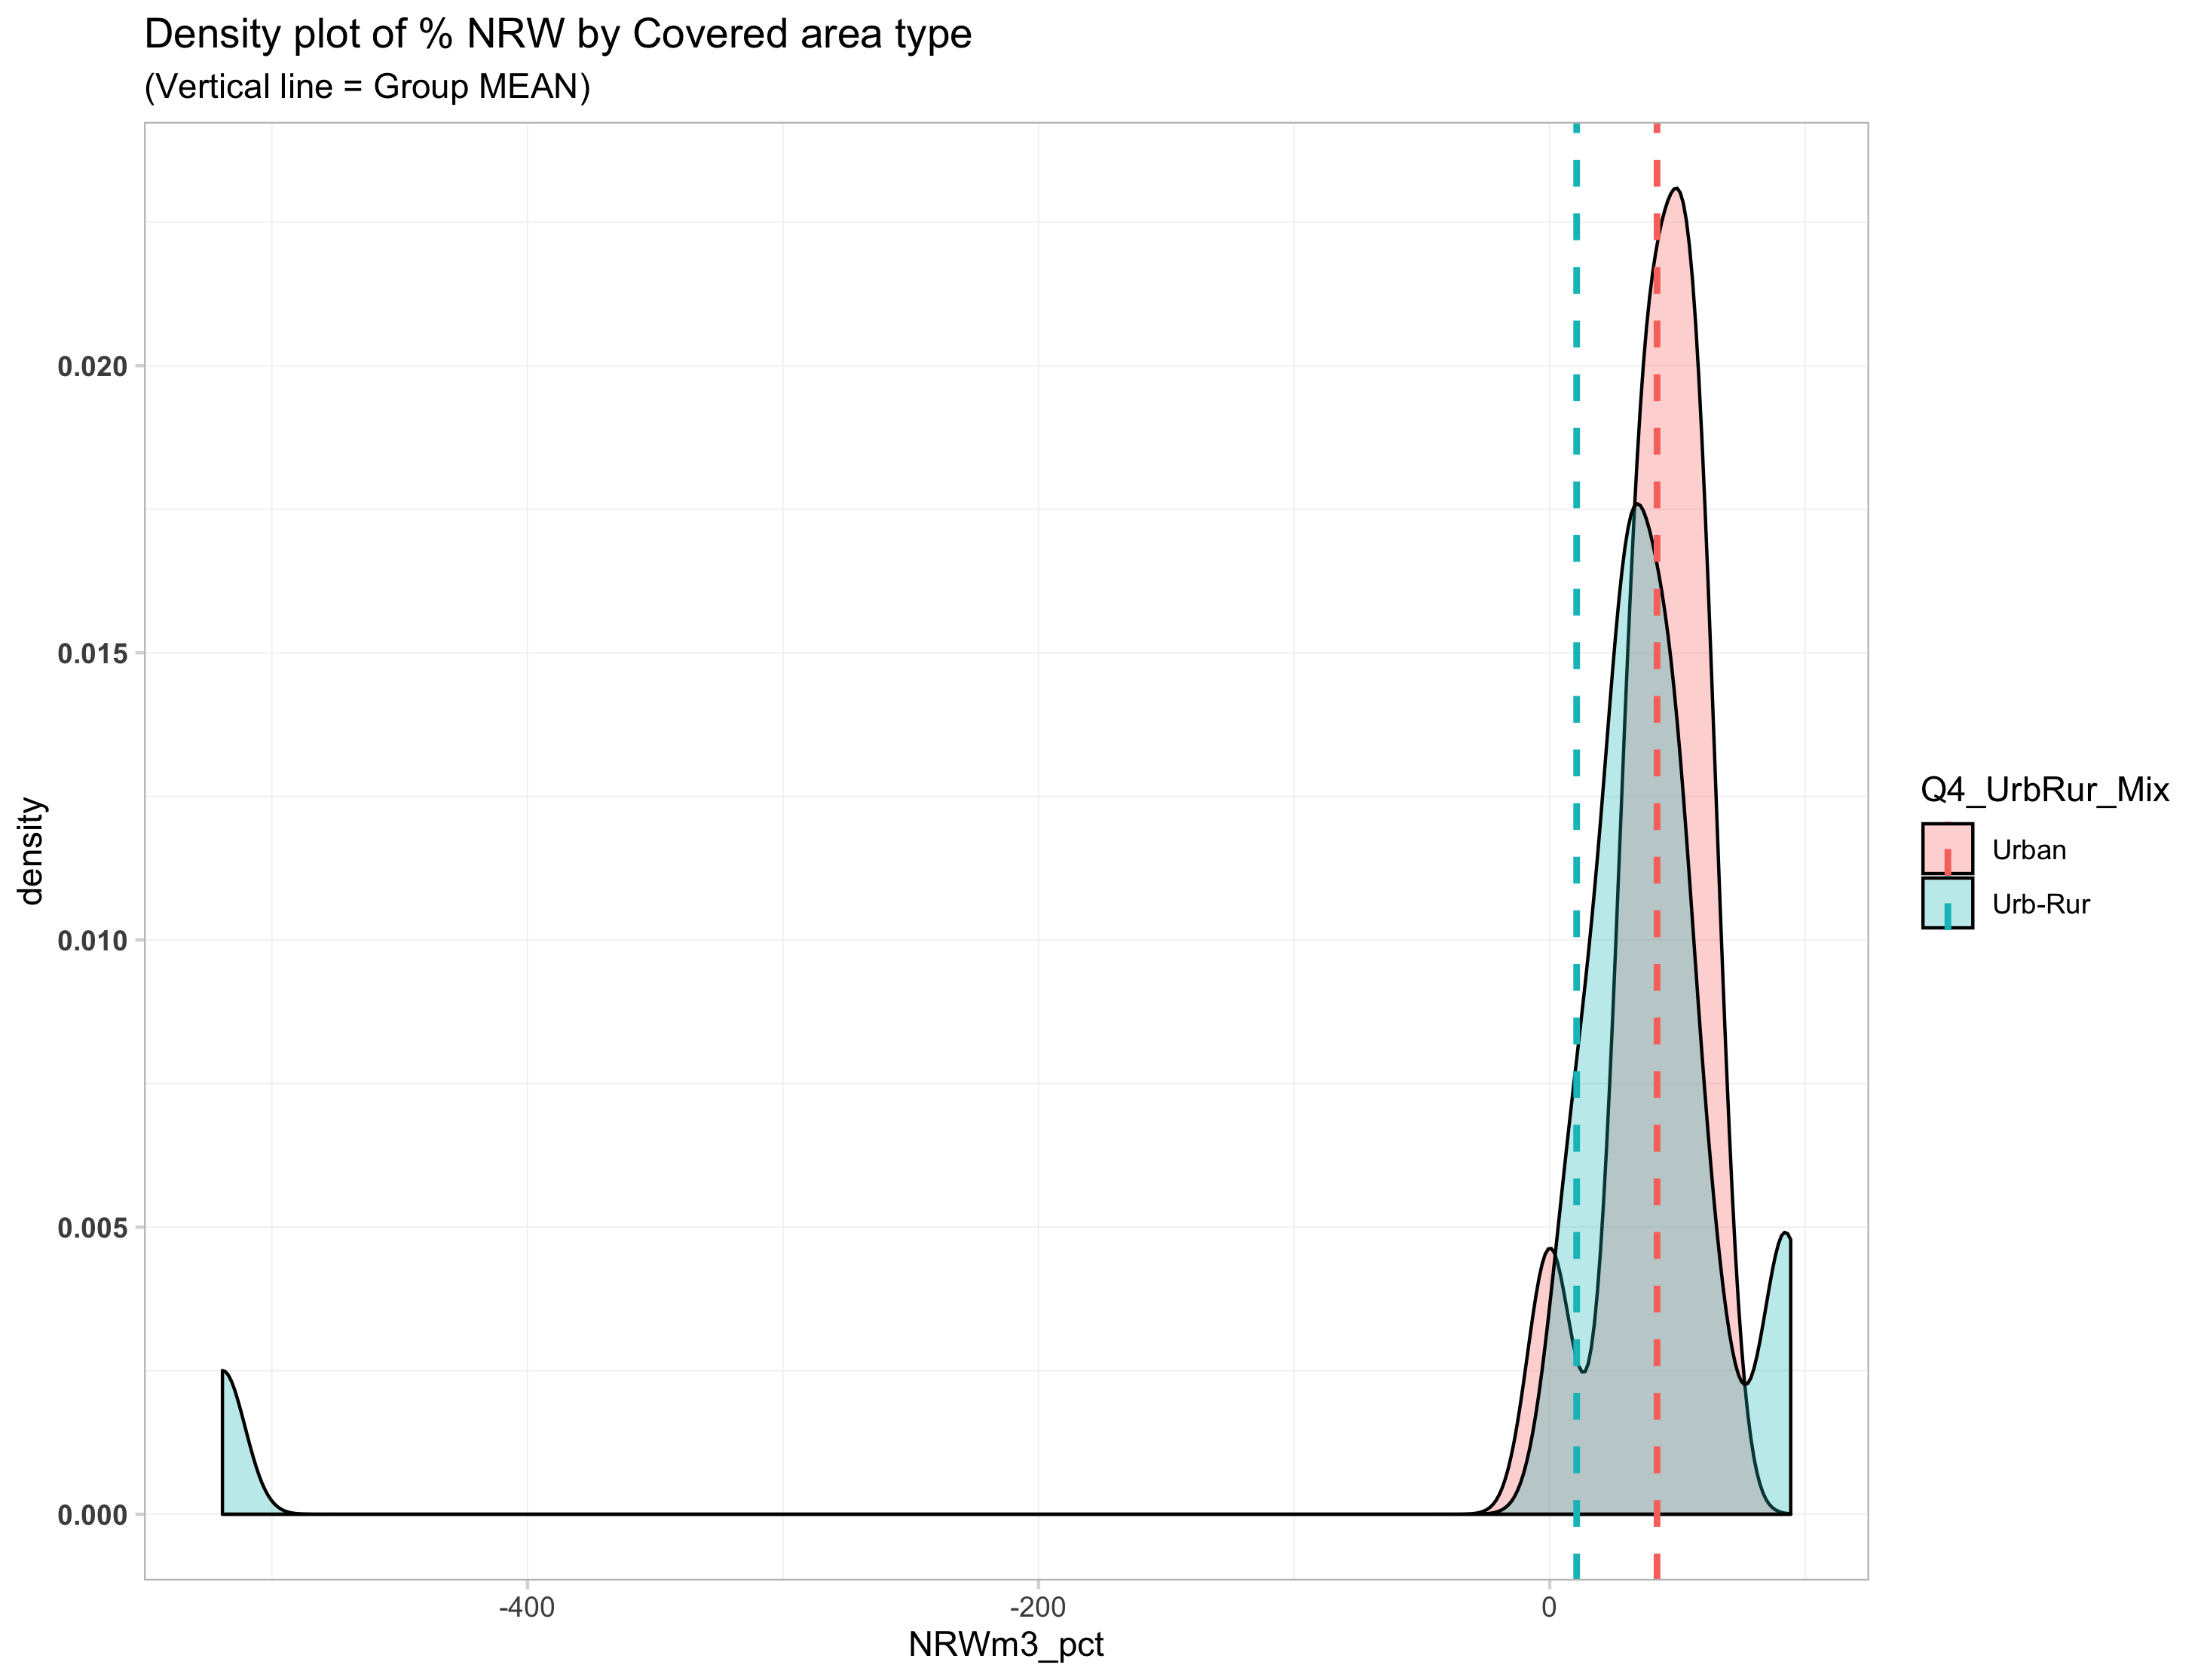 Density plot of % NRW by Covered area type
(Vertical line = Group MEAN)
0.020
0.015
0.010
0.005
0.000
density
-400
-200
0
NRWm3_pct
Q4_UrbRur_Mix
Urban
Urb-Rur